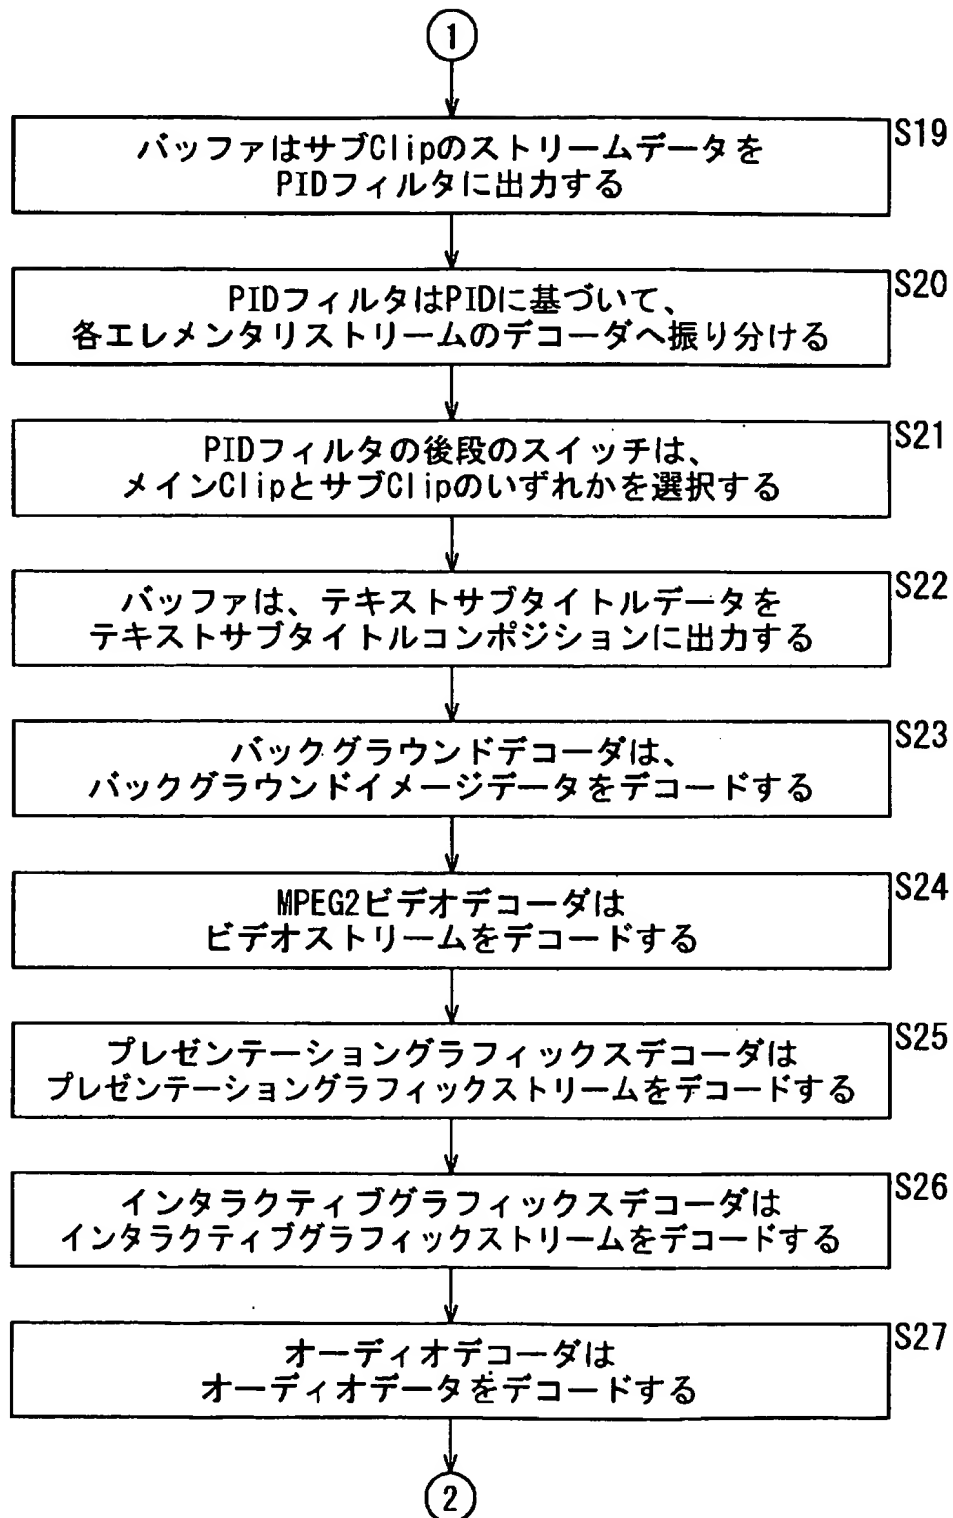 1
S19
バッファはサブClipのストリームデータを
PIDフィルタに出力する
S20
PIDフィルタはPIDに基づいて、
各エレメンタリストリームのデコーダへ振り分ける
S21
PIDフィルタの後段のスイッチは、
メインClipとサブClipのいずれかを選択する
S22
バッファは、テキストサブタイトルデータを
テキストサブタイトルコンポジションに出力する
S23
バックグラウンドデコーダは、
バックグラウンドイメージデータをデコードする
S24
MPEG2ビデオデコーダは
ビデオストリームをデコードする
S25
プレゼンテーショングラフィックスデコーダは
プレゼンテーショングラフィックストリームをデコードする
S26
インタラクティブグラフィックスデコーダは
インタラクティブグラフィックストリームをデコードする
S27
オーディオデコーダは
オーディオデータをデコードする
2